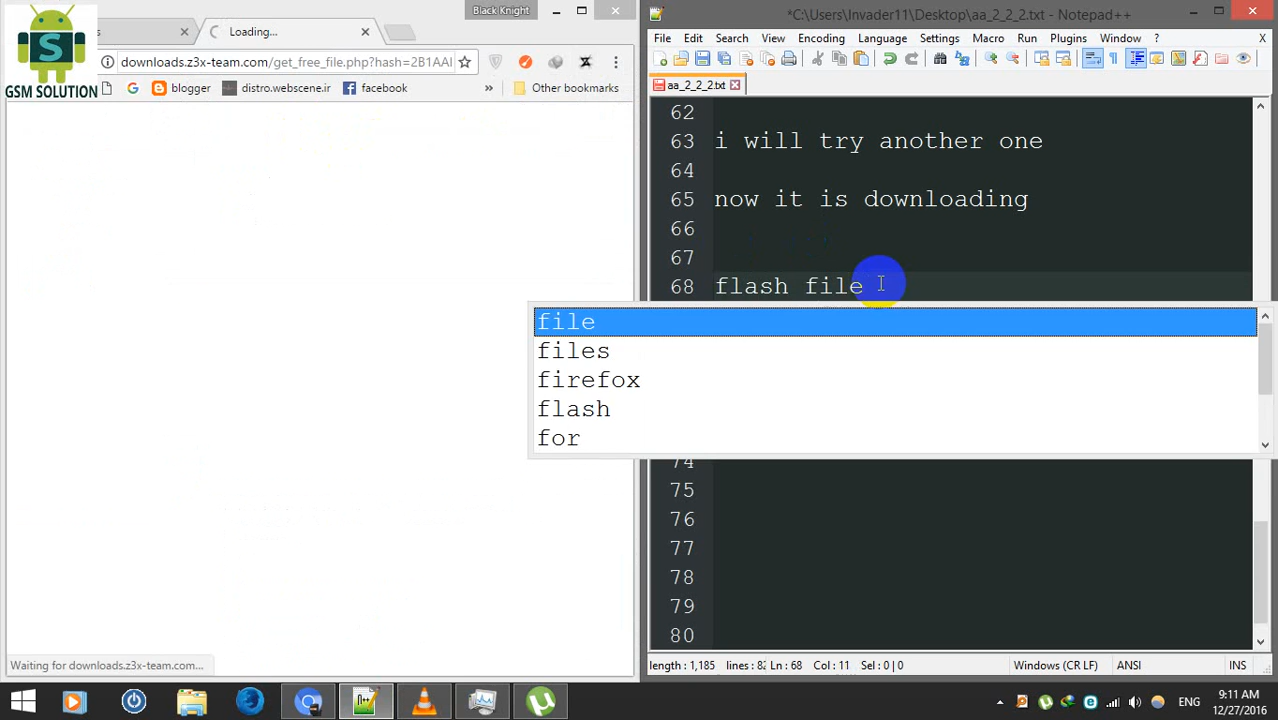 Black Knight
*C:\Users\Invader11\Desktop\aa_2_2_2.txt - Notepad++
s
Loading...
File Edit Search View Encoding Language Settings Macro Run Plugins Window ? X
downloads.z3x-team.com/get_free_file.php?hash=2B1AA
S
GSM SOLUTION
G blogger distro.webscene.ir facebook » Other bookmarks
aa_2_2_2.txt
62
63 i will try another one
64
65 now it is downloading
66
67
68 flash file
file
files
firefox
flash
for
74
75
76
77
78
79
80
Waiting for downloads.z3x-team.com...
length : 1,185 lines : 82 Ln : 68 Col : 11 Sel : 0 | 0 Windows (CR LF) ANSI INS
N++
ENG
9:11 AM
12/27/2016